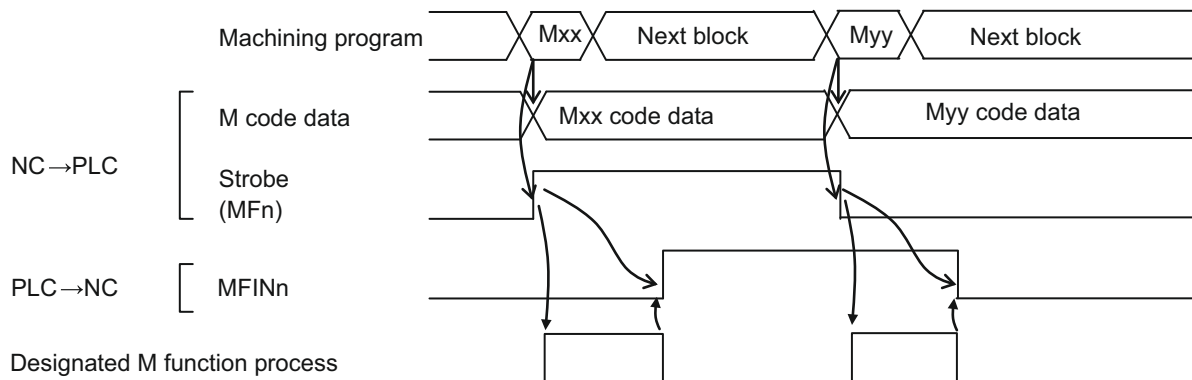 Machining program Mxx Next block Myy Next block
M code data Mxx code data Myy code data
NC→PLC
Strobe
(MFn)
PLC→NC MFINn
Designated M function process